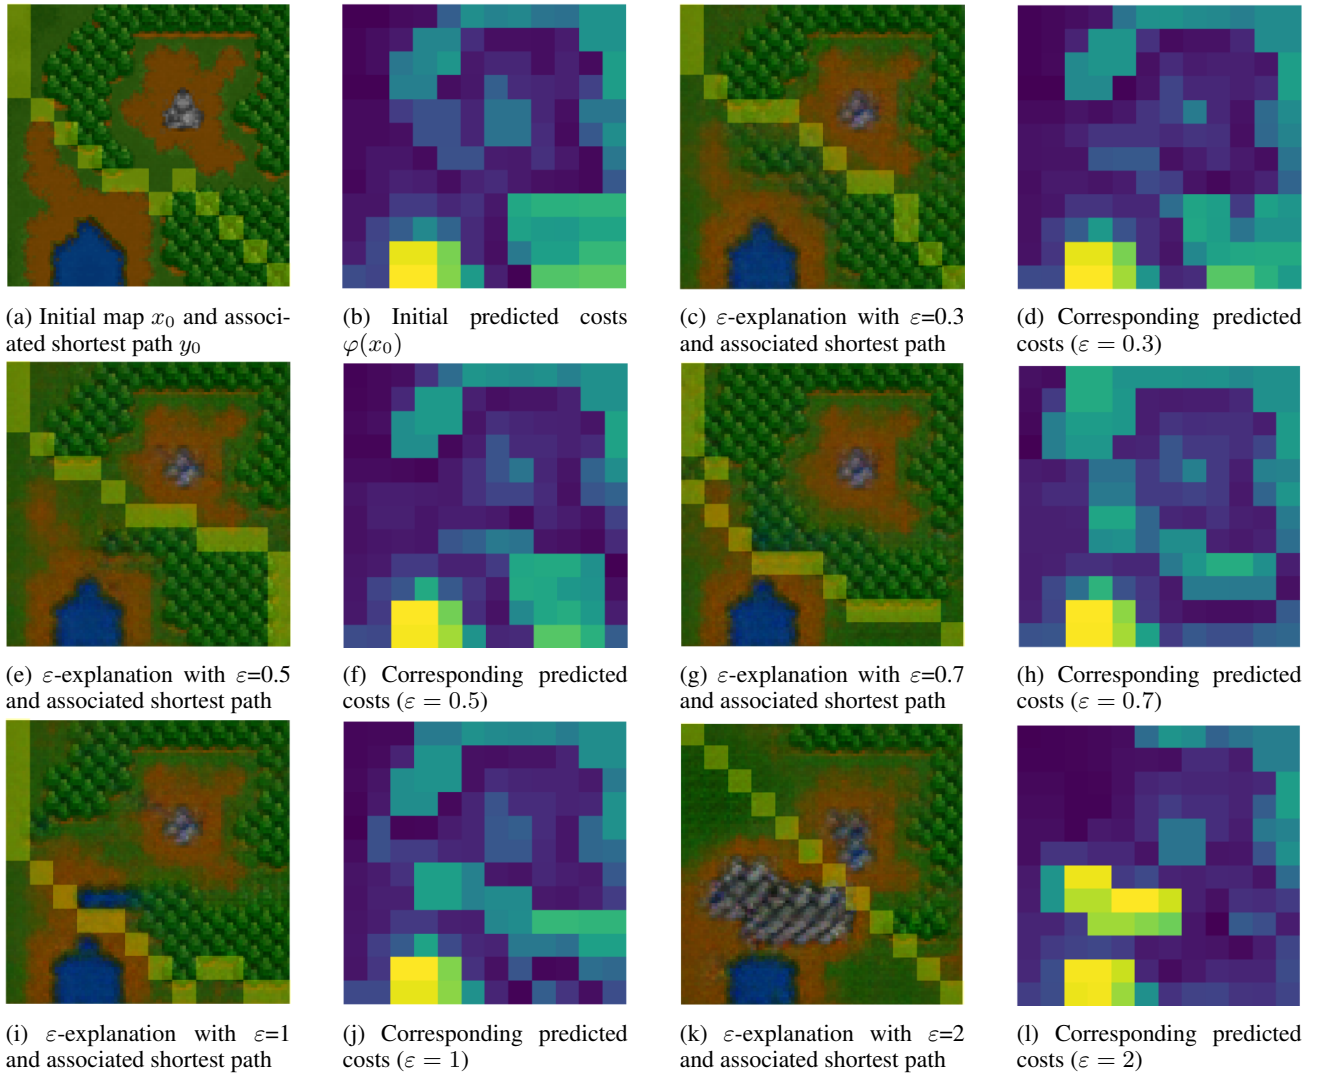 (a) Initial map x₀ and associ-
ated shortest path y₀
(b) Initial predicted costs
φ(x₀)
(c) ε-explanation with ε=0.3
and associated shortest path
(d) Corresponding predicted
costs (ε = 0.3)
(e) ε-explanation with ε=0.5
and associated shortest path
(f) Corresponding predicted
costs (ε = 0.5)
(g) ε-explanation with ε=0.7
and associated shortest path
(h) Corresponding predicted
costs (ε = 0.7)
(i) ε-explanation with ε=1
and associated shortest path
(j) Corresponding predicted
costs (ε = 1)
(k) ε-explanation with ε=2
and associated shortest path
(l) Corresponding predicted
costs (ε = 2)